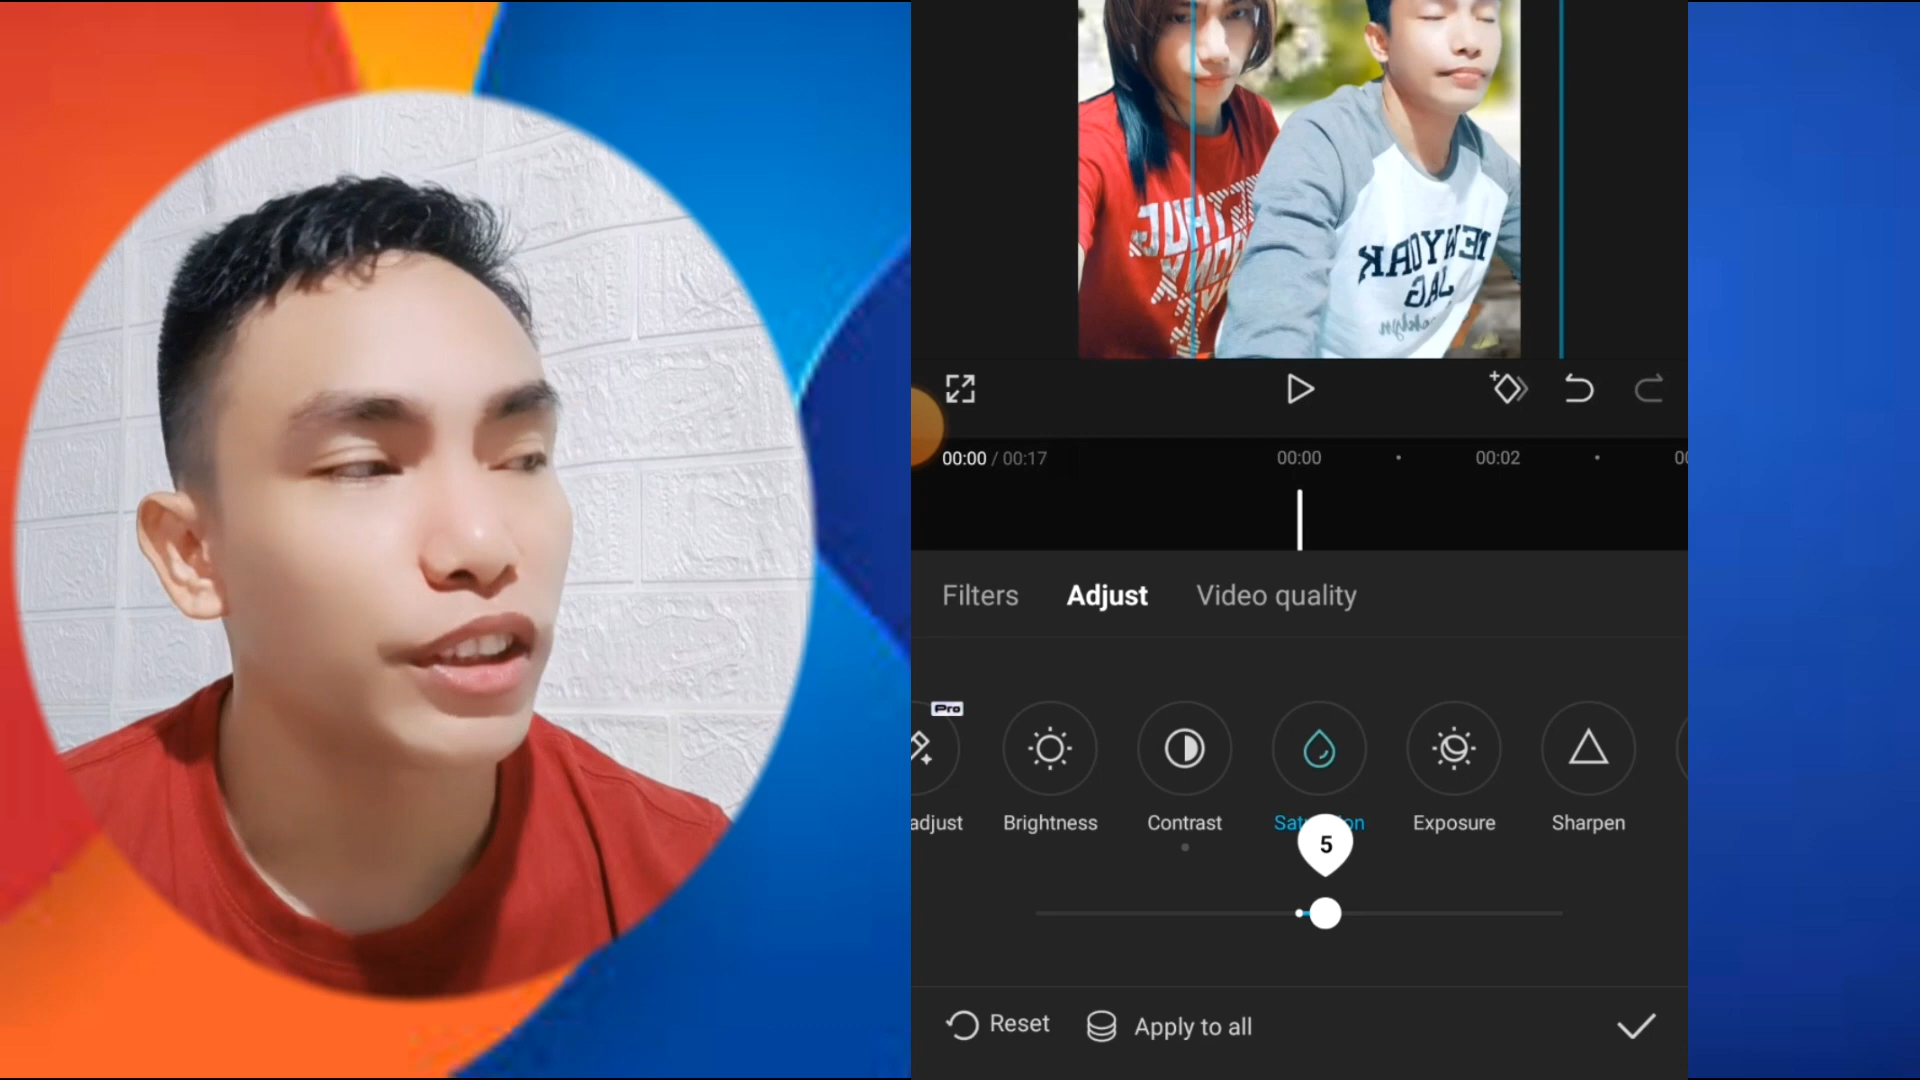 NEWYORK
00:00 / 00:17
00:00
00:02
Filters
Adjust
Video quality
Pro
adjust
Brightness
Contrast
Exposure
Sharpen
5
Reset
Apply to all